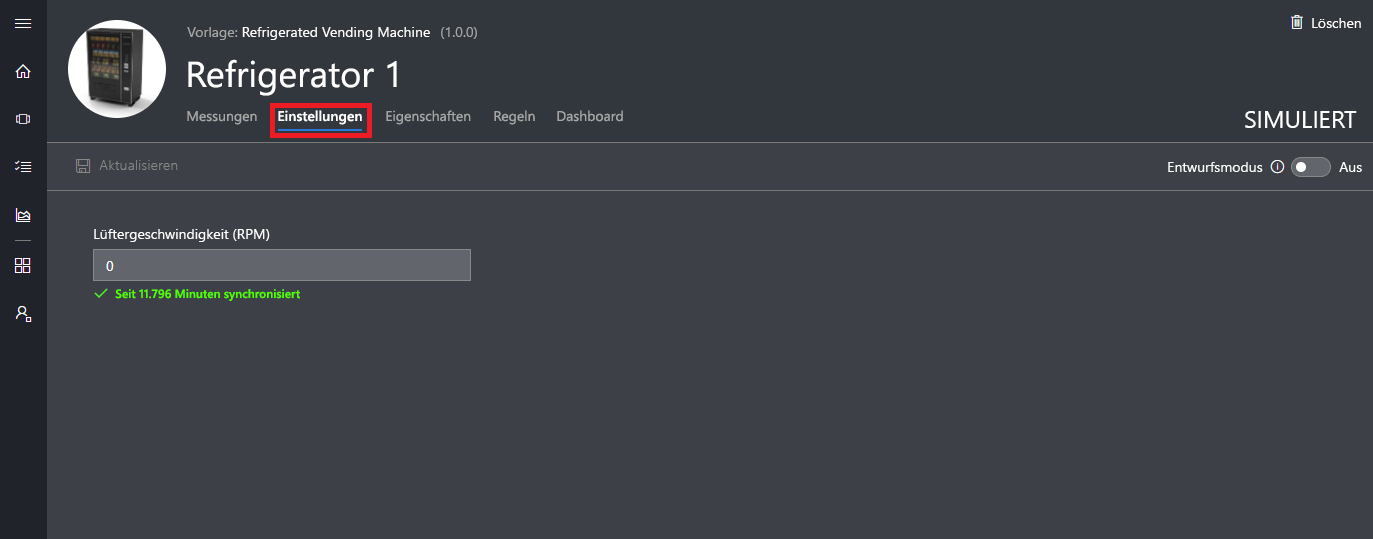 Vorlage: Refrigerated Vending Machine (1.0.0)
Löschen
Refrigerator 1
Messungen Einstellungen Eigenschaften Regeln Dashboard
SIMULIERT
Aktualisieren
Entwurfsmodus Aus
Lüftergeschwindigkeit (RPM)
0
Seit 11.796 Minuten synchronisiert